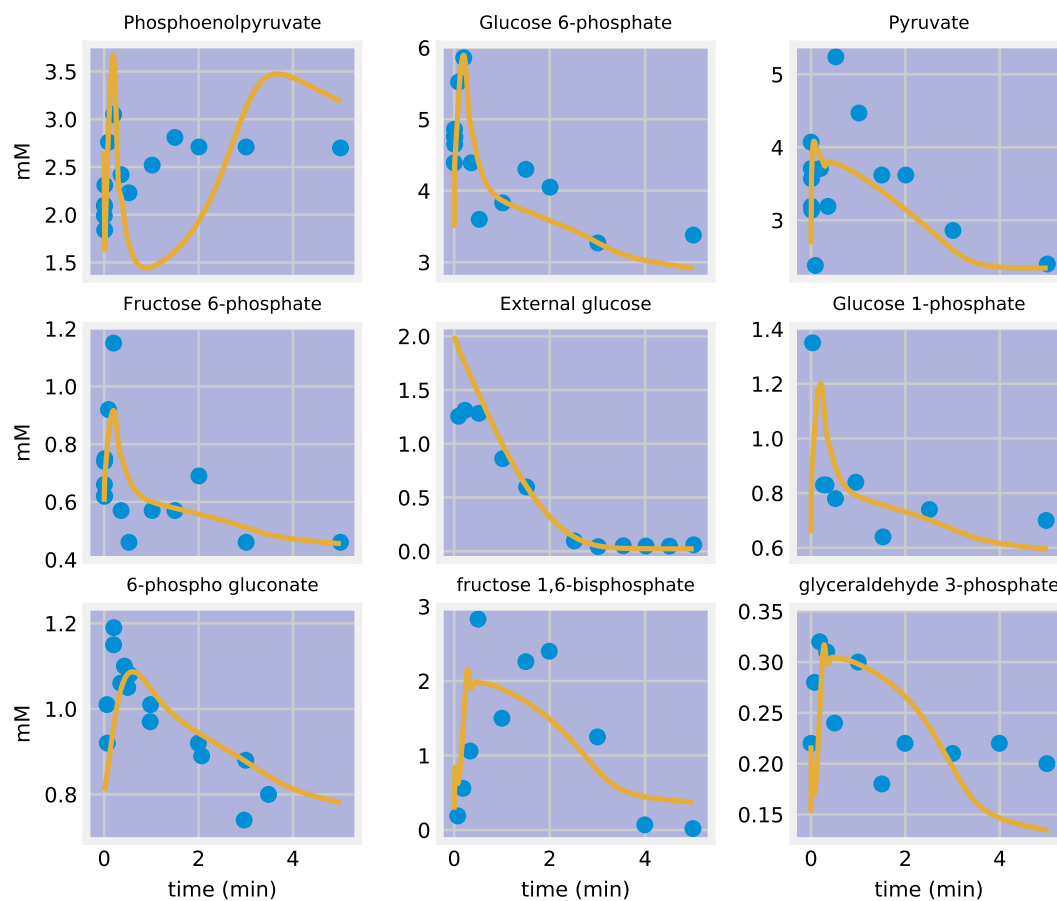 Phosphoenolpyruvate Glucose 6-phosphate Pyruvate
3.5 6 5
3.0 5 4
2.5 4 3
2.0 3
1.5
mM
Fructose 6-phosphate External glucose Glucose 1-phosphate
1.2 2.0 1.4
1.0 1.5 1.2
0.8 1.0 1.0
0.6 0.5 0.8
0.4 0.0 0.6
mM
6-phospho gluconate fructose 1,6-bisphosphate glyceraldehyde 3-phosphate
1.2 3 0.35
1.0 2 0.30
0.8 1 0.25
0 0.20
0.15
mM
0 2 4 0 2 4 0 2 4
time (min) time (min) time (min)